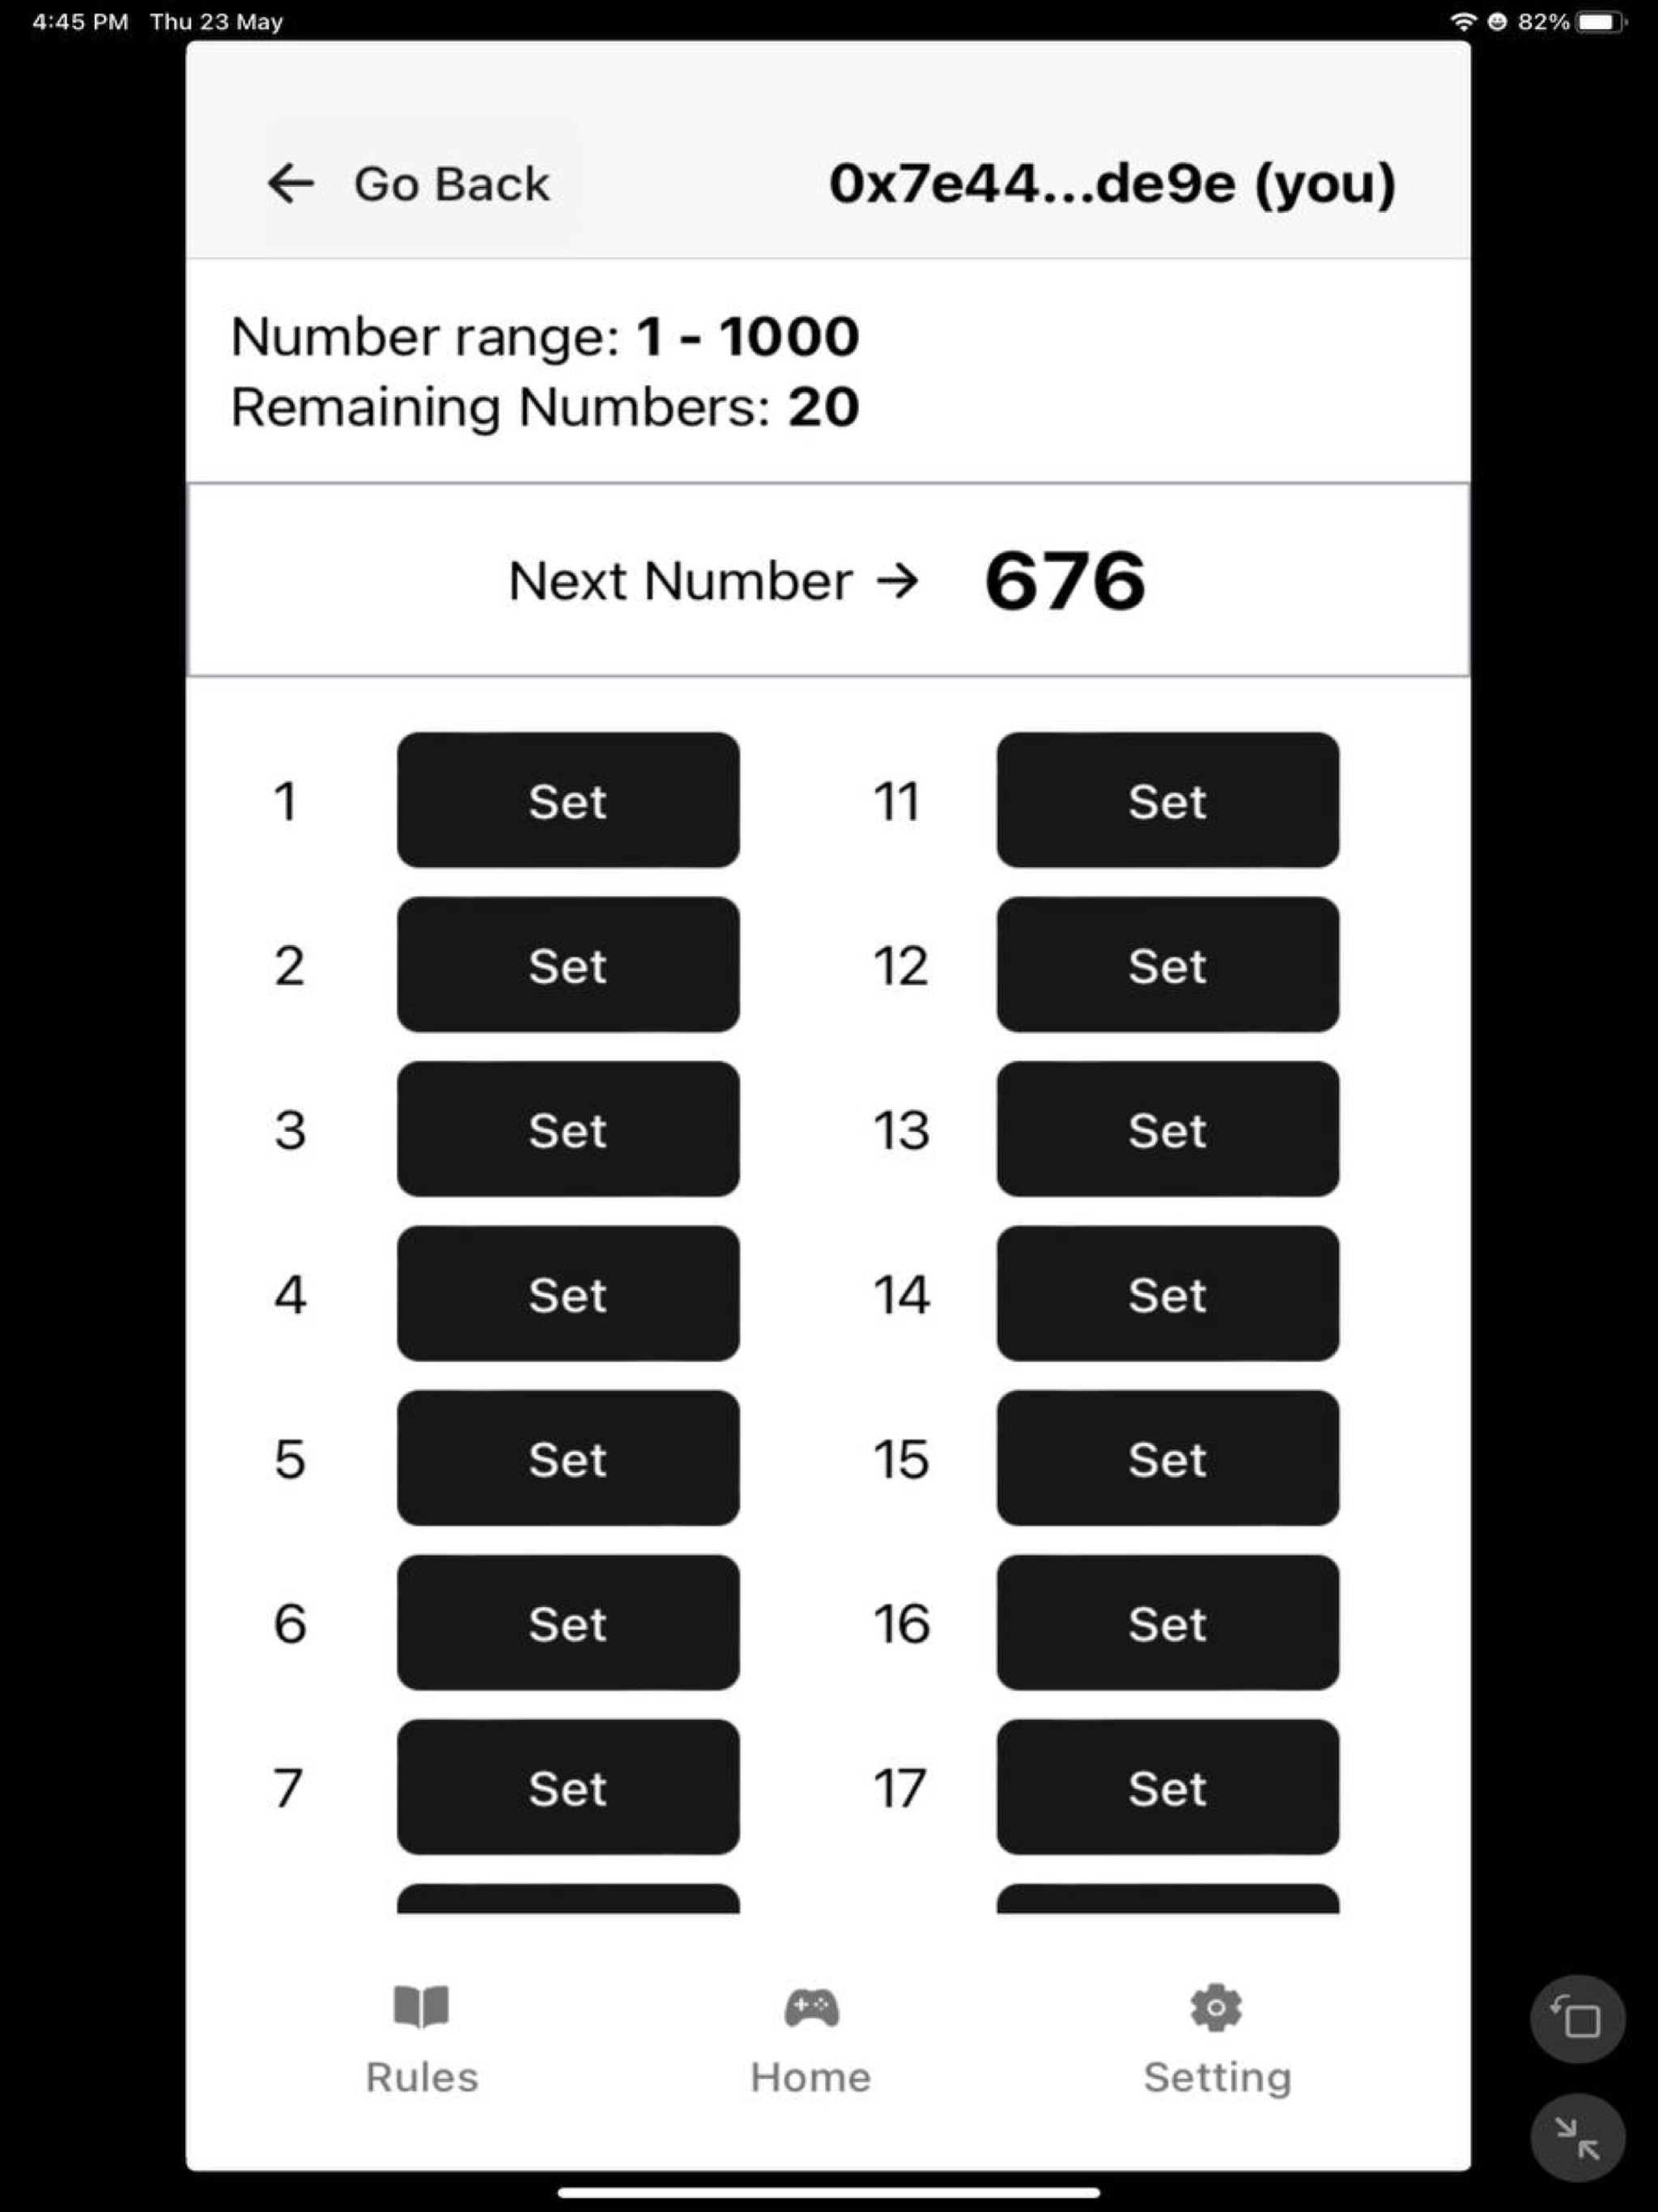 4:45 PM Thu 23 May 82%
Go Back 0x7e44...de9e (you)
Number range: 1 - 1000
Remaining Numbers: 20
Next Number → 676
1 Set 11 Set
2 Set 12 Set
3 Set 13 Set
4 Set 14 Set
5 Set 15 Set
6 Set 16 Set
7 Set 17 Set
Rules Home Setting